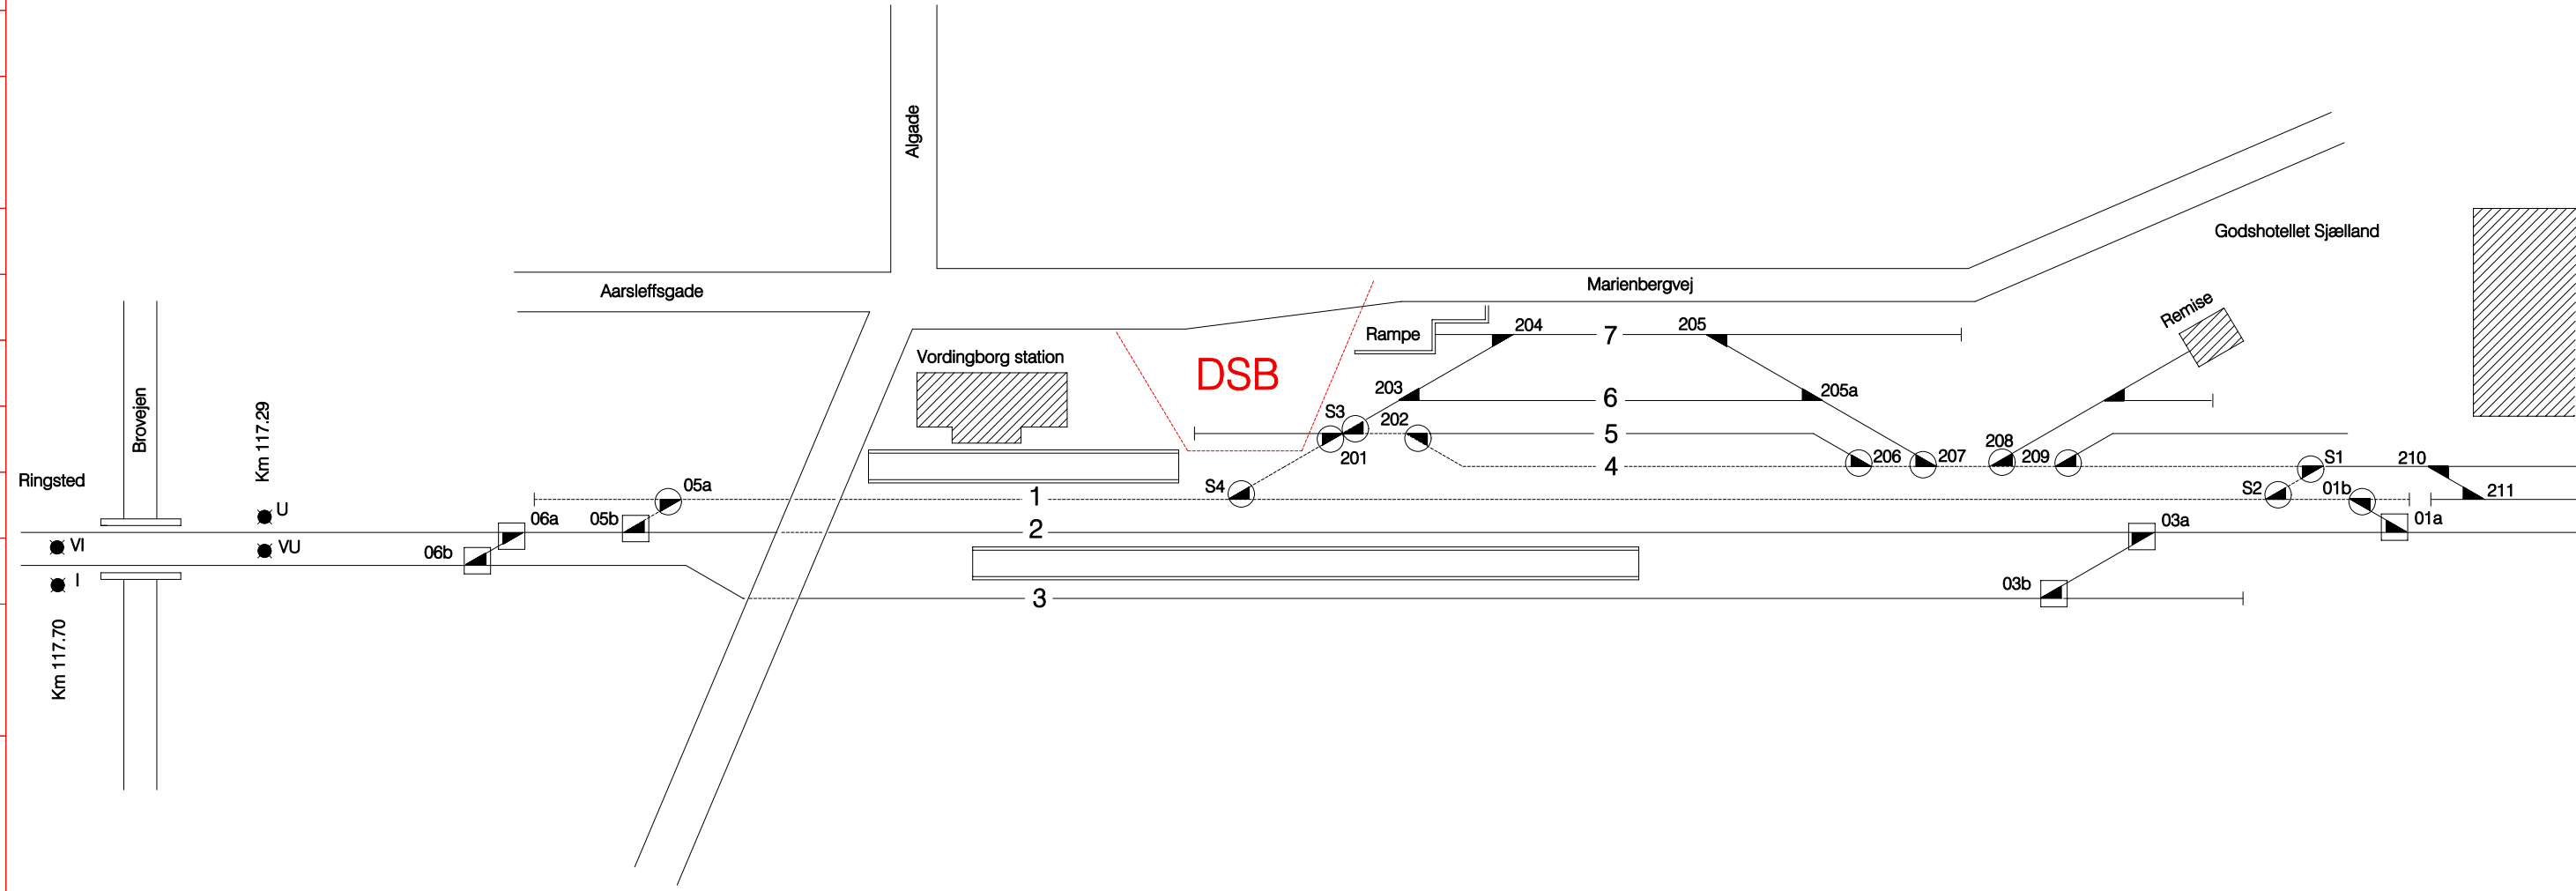 Algade
Godshotellet Sjælland
Aarsleffsgade
Marienbergvej
Remise
Rampe
204
7
205
Vordingborg station
DSB
Brovejen
Km 117.29
203
6
205a
S3
202
5
201
206
207
208
209
4
S1
210
Ringsted
05a
S4
1
S2
01b
211
U
06a
05b
2
03a
01a
VI
VU
06b
I
03b
3
Km 117.70